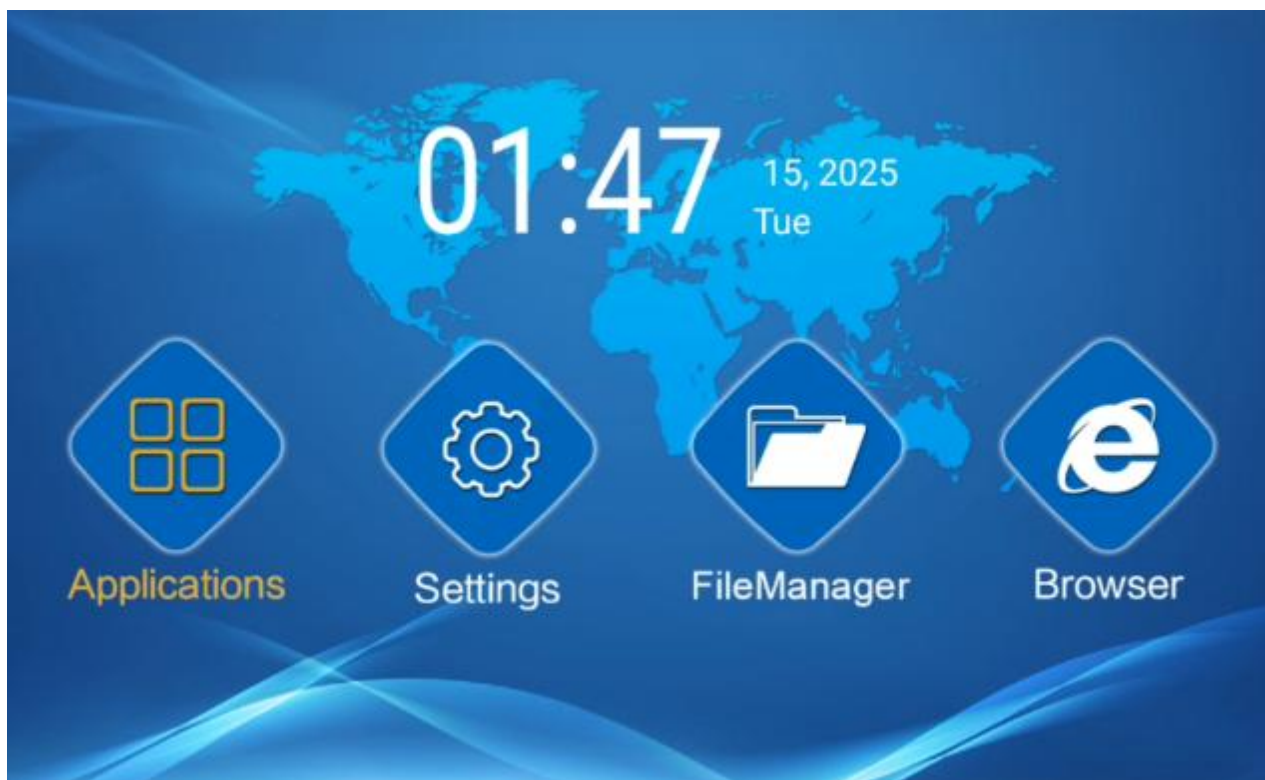 01:47
15, 2025
Tue
Applications
Settings
FileManager
Browser